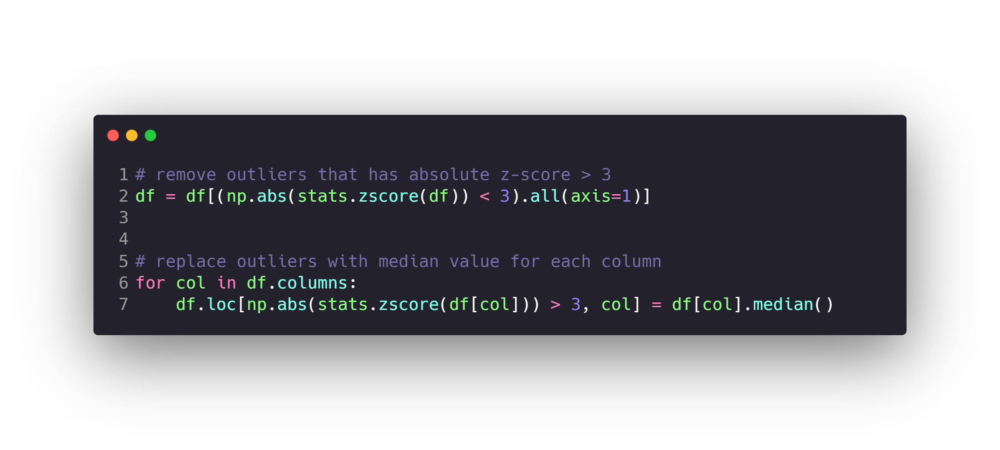 1 # remove outliers that has absolute z-score > 3
2 df = df[(np.abs(stats.zscore(df)) < 3).all(axis=1)]
3
4
5 # replace outliers with median value for each column
6 for col in df.columns:
7     df.loc[np.abs(stats.zscore(df[col])) > 3, col] = df[col].median()